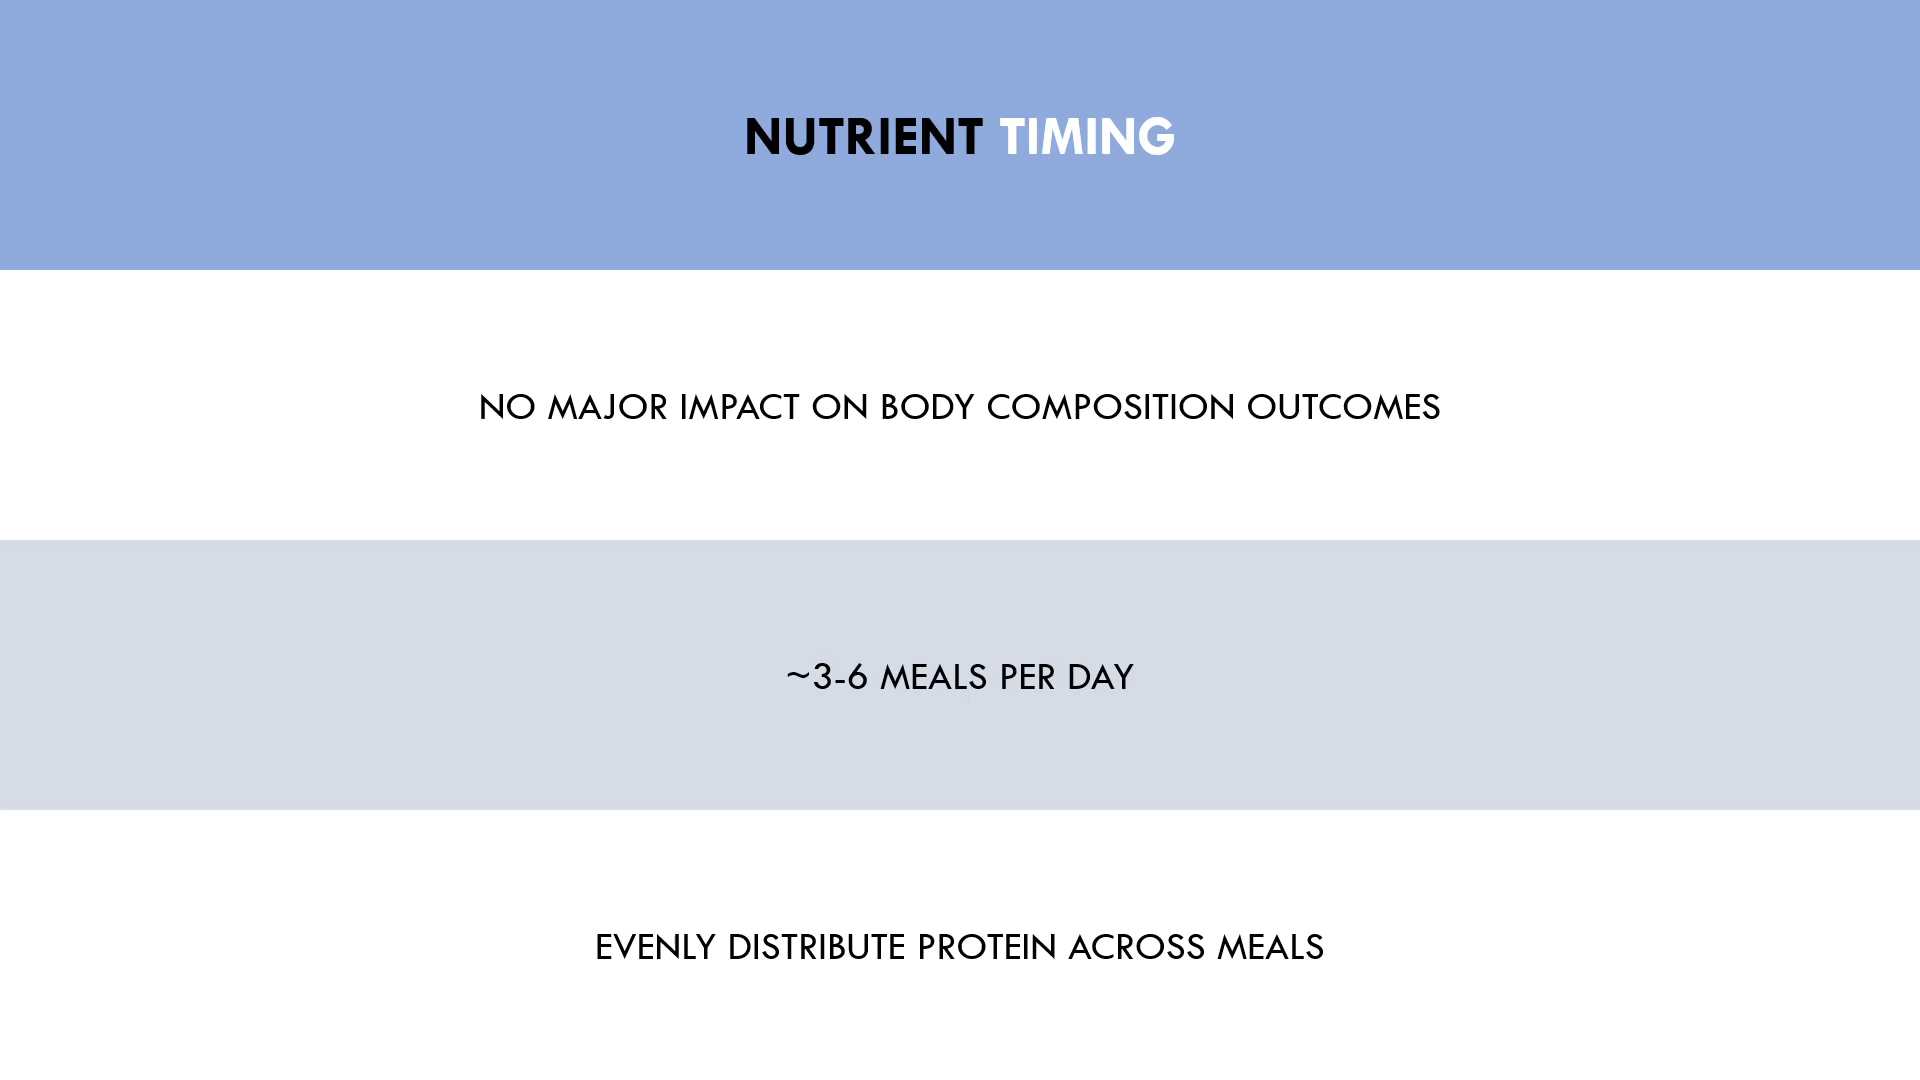 NUTRIENT TIMING
NO MAJOR IMPACT ON BODY COMPOSITION OUTCOMES
~3-6 MEALS PER DAY
EVENLY DISTRIBUTE PROTEIN ACROSS MEALS